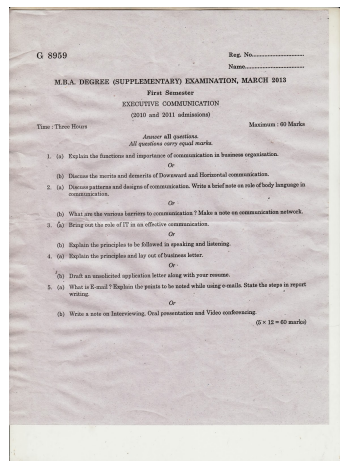 G 8959
Reg. No...........................
Name...........................
M.B.A. DEGREE (SUPPLEMENTARY) EXAMINATION, MARCH 2013
First Semester
EXECUTIVE COMMUNICATION
(2010 and 2011 admissions)
Time : Three Hours Maximum : 60 Marks
Answer all questions.
All questions carry equal marks.
1. (a) Explain the functions and importance of communication in business organisation.
Or
(b) Discuss the merits and demerits of Downward and Horizontal communication.
2. (a) Discuss patterns and designs of communication. Write a brief note on role of body language in
communication.
Or
(b) What are the various barriers to communication ? Make a note on communication network.
3. (a) Bring out the role of IT in an effective communication.
Or
(b) Explain the principles to be followed in speaking and listening.
4. (a) Explain the principles and lay out of business letter.
Or
(b) Draft an unsolicited application letter along with your resume.
5. (a) What is E-mail ? Explain the points to be noted while using e-mails. State the steps in report
writing.
Or
(b) Write a note on Interviewing, Oral presentation and Video conferencing.
(5 × 12 = 60 marks)